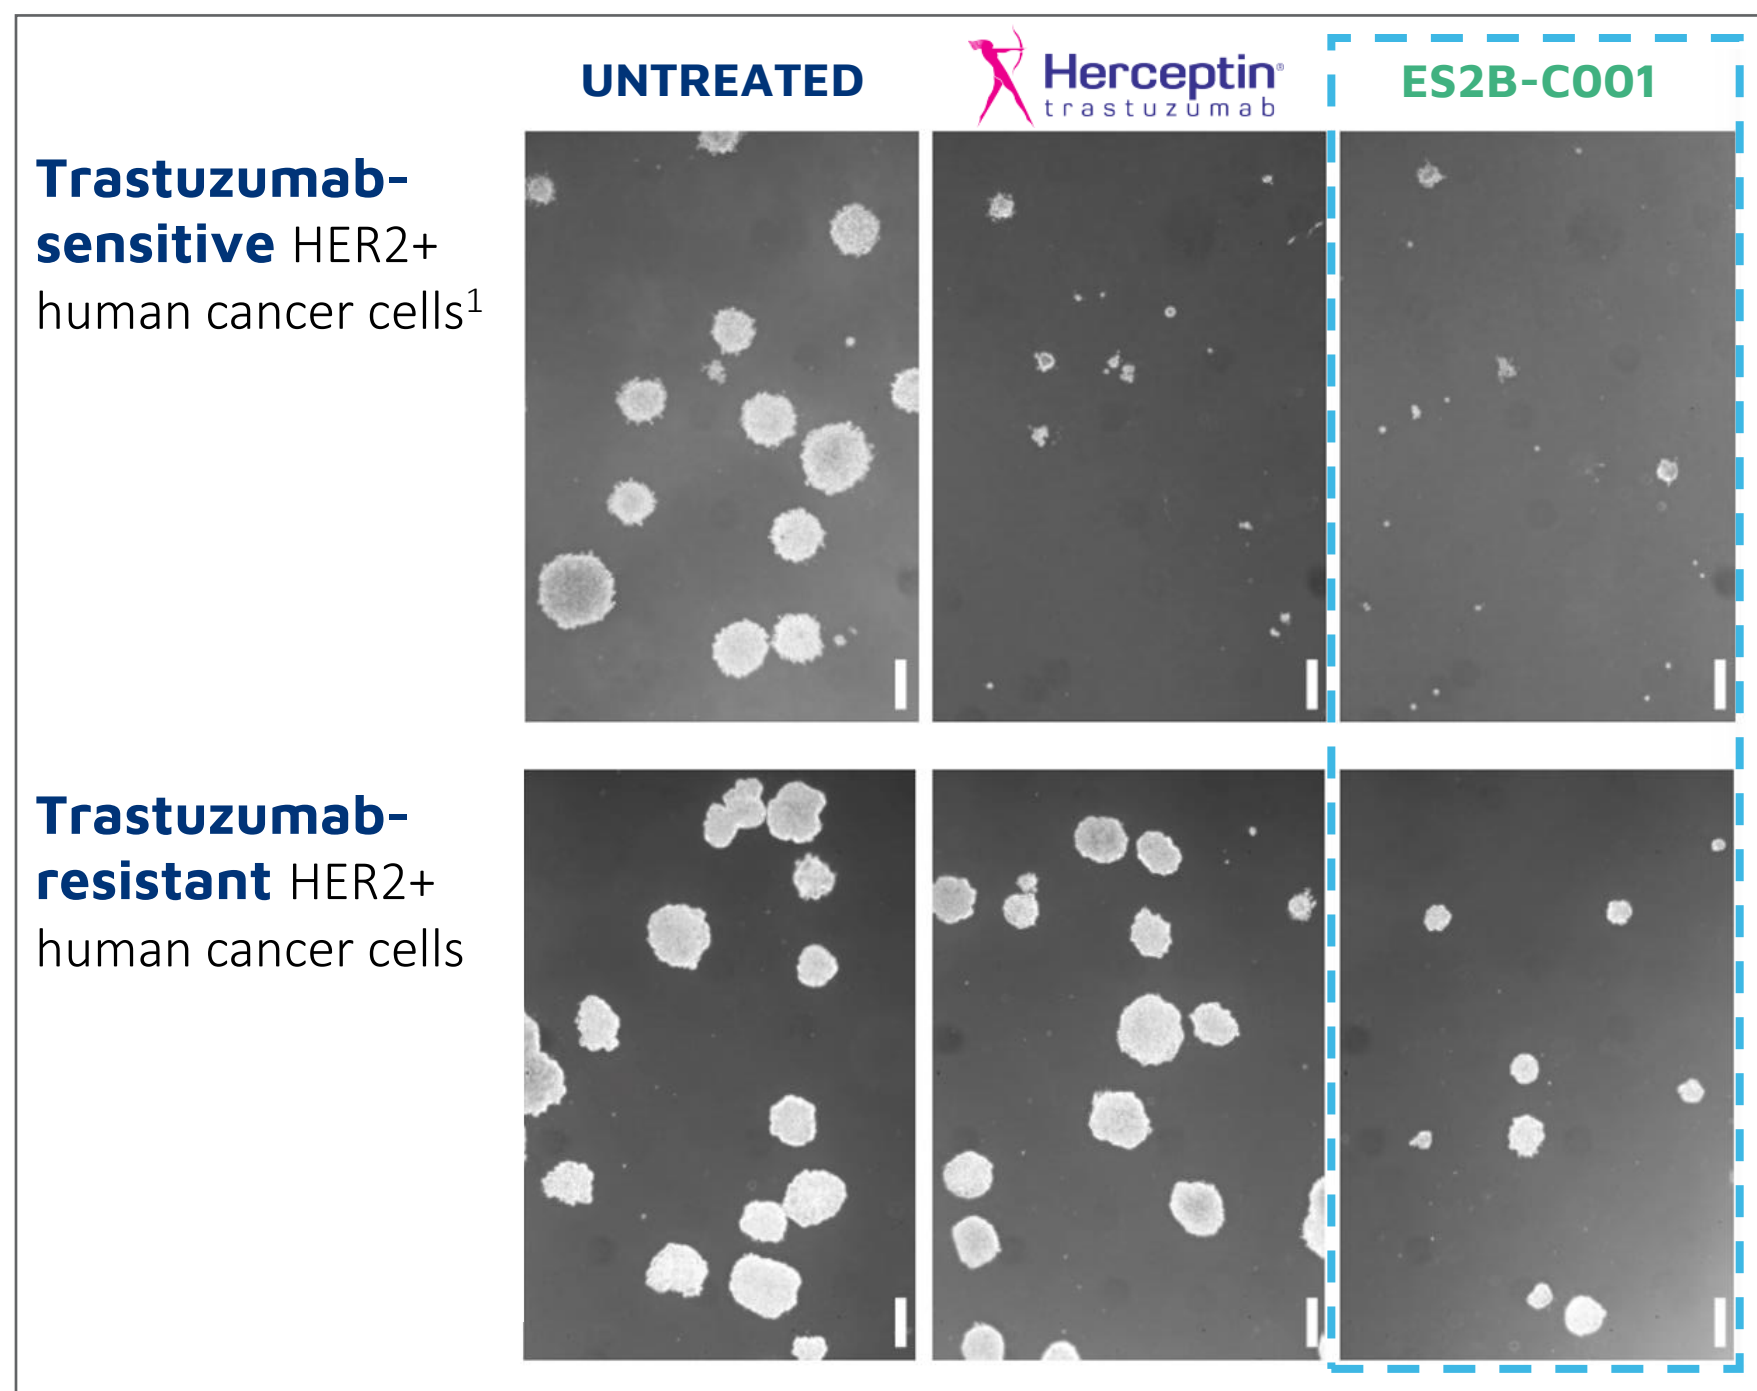 UNTREATED
Herceptin®
trastuzumab
ES2B-C001
Trastuzumab-
sensitive HER2+
human cancer cells1
Trastuzumab-
resistant HER2+
human cancer cells